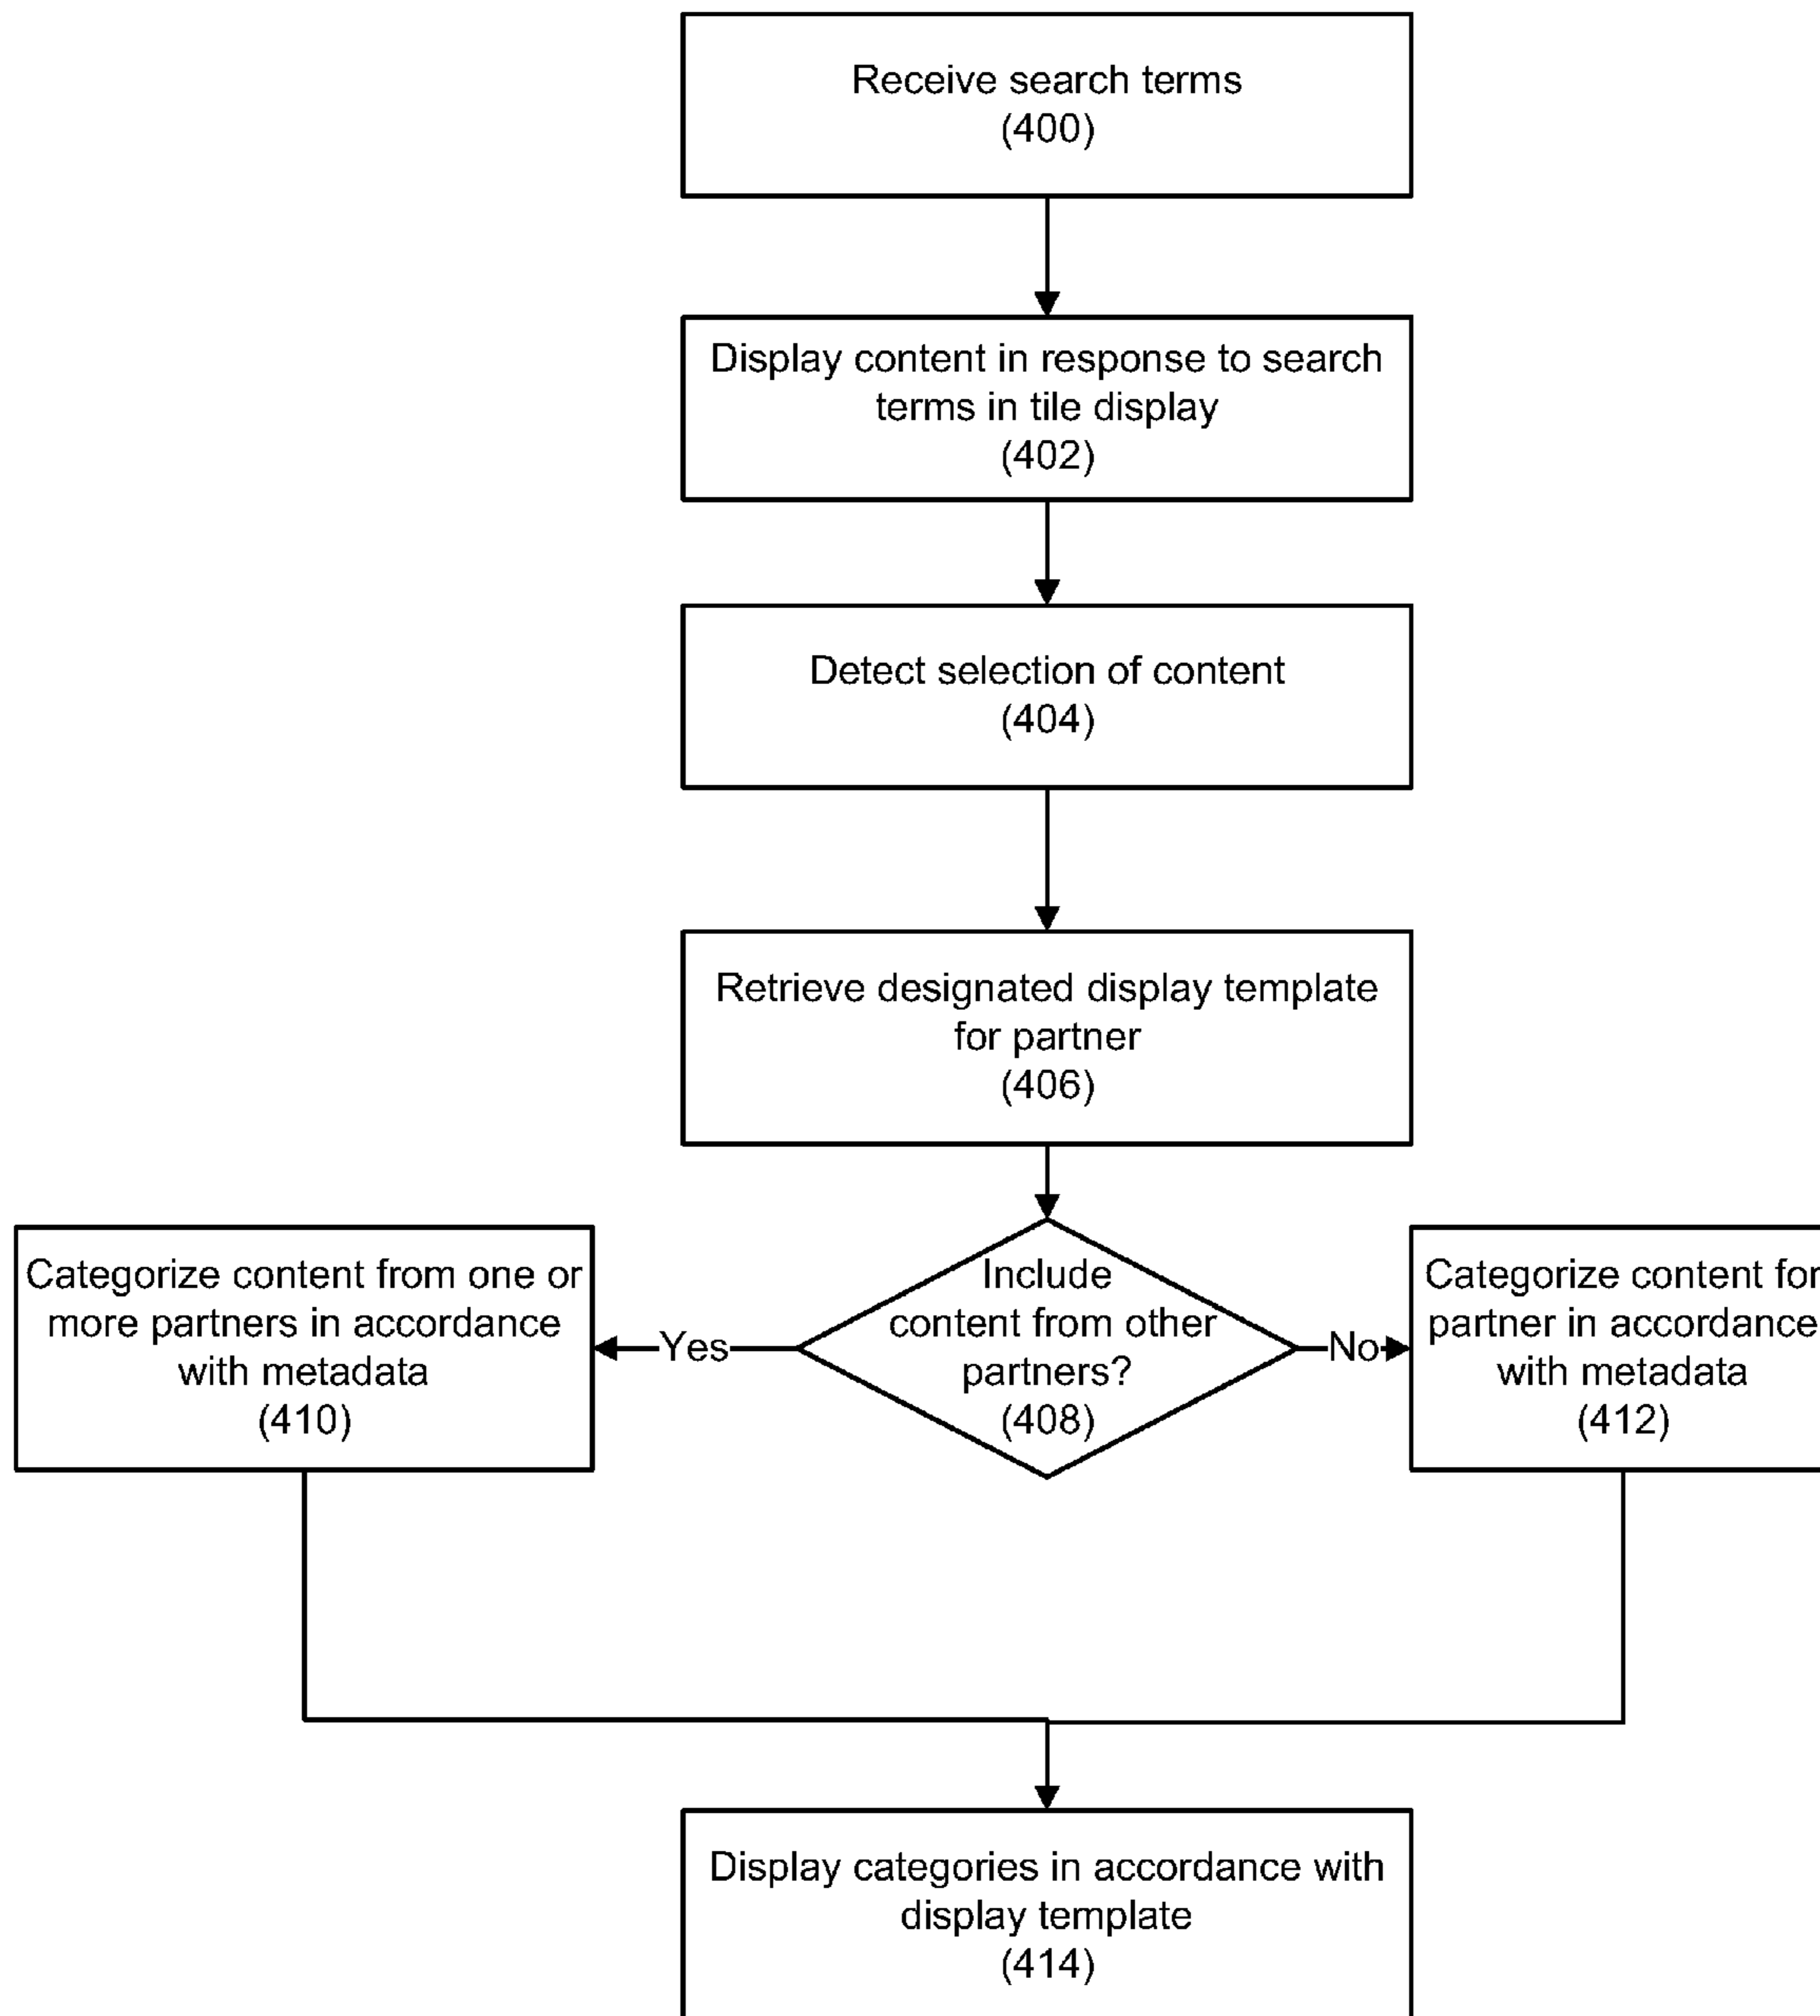 Receive search terms
(400)
Display content in response to search
terms in tile display
(402)
Detect selection of content
(404)
Retrieve designated display template
for partner
(406)
Include
content from other
partners?
(408)
Yes
No
Categorize content from one or
more partners in accordance
with metadata
(410)
Categorize content for
partner in accordance
with metadata
(412)
Display categories in accordance with
display template
(414)